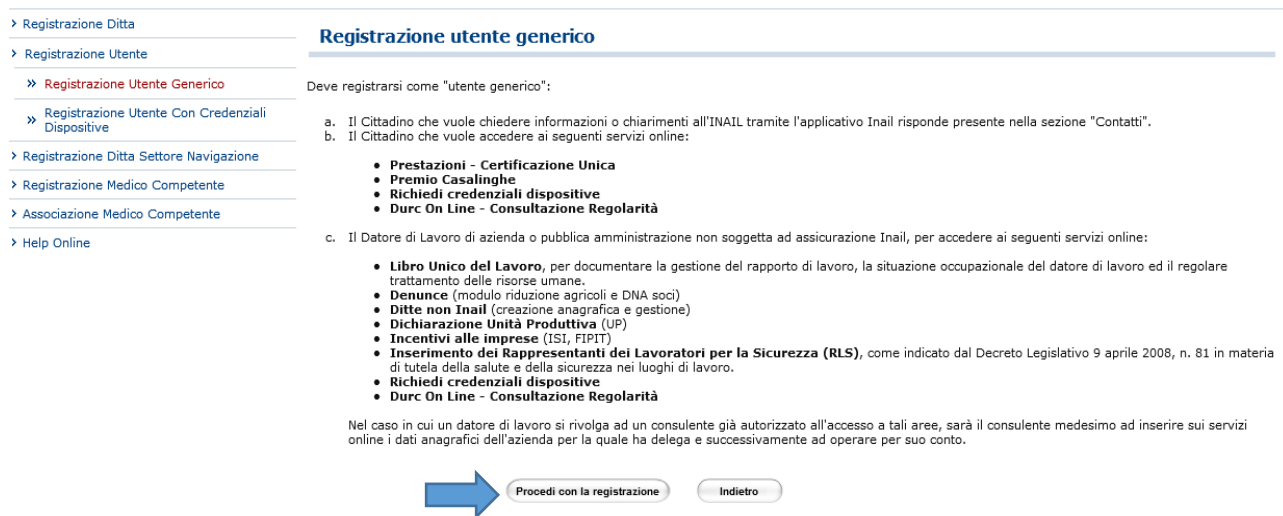 Registrazione Ditta
Registrazione Utente
Registrazione Utente Generico
Registrazione Utente Con Credenziali
Dispositive
Registrazione Ditta Settore Navigazione
Registrazione Medico Competente
Associazione Medico Competente
Help Online
Registrazione utente generico
Deve registrarsi come "utente generico":
a. Il Cittadino che vuole chiedere informazioni o chiarimenti all'INAIL tramite l'applicativo Inail risponde presente nella sezione "Contatti".
b. Il Cittadino che vuole accedere ai seguenti servizi online:
• Prestazioni - Certificazione Unica
• Premio Casalinghe
• Richiedi credenziali dispositive
• Durc On Line - Consultazione Regolarità
c. Il Datore di Lavoro di azienda o pubblica amministrazione non soggetta ad assicurazione Inail, per accedere ai seguenti servizi online:
• Libro Unico del Lavoro, per documentare la gestione del rapporto di lavoro, la situazione occupazionale del datore di lavoro ed il regolare
trattamento delle risorse umane.
• Denunce (modulo riduzione agricoli e DNA soci)
• Ditte non Inail (creazione anagrafica e gestione)
• Dichiarazione Unità Produttiva (UP)
• Incentivi alle imprese (ISI, FIPIT)
• Inserimento dei Rappresentanti dei Lavoratori per la Sicurezza (RLS), come indicato dal Decreto Legislativo 9 aprile 2008, n. 81 in materia
di tutela della salute e della sicurezza nei luoghi di lavoro.
• Richiedi credenziali dispositive
• Durc On Line - Consultazione Regolarità
Nel caso in cui un datore di lavoro si rivolga ad un consulente già autorizzato all'accesso a tali aree, sarà il consulente medesimo ad inserire sui servizi
online i dati anagrafici dell'azienda per la quale ha delega e successivamente ad operare per suo conto.
Procedi con la registrazione
Indietro